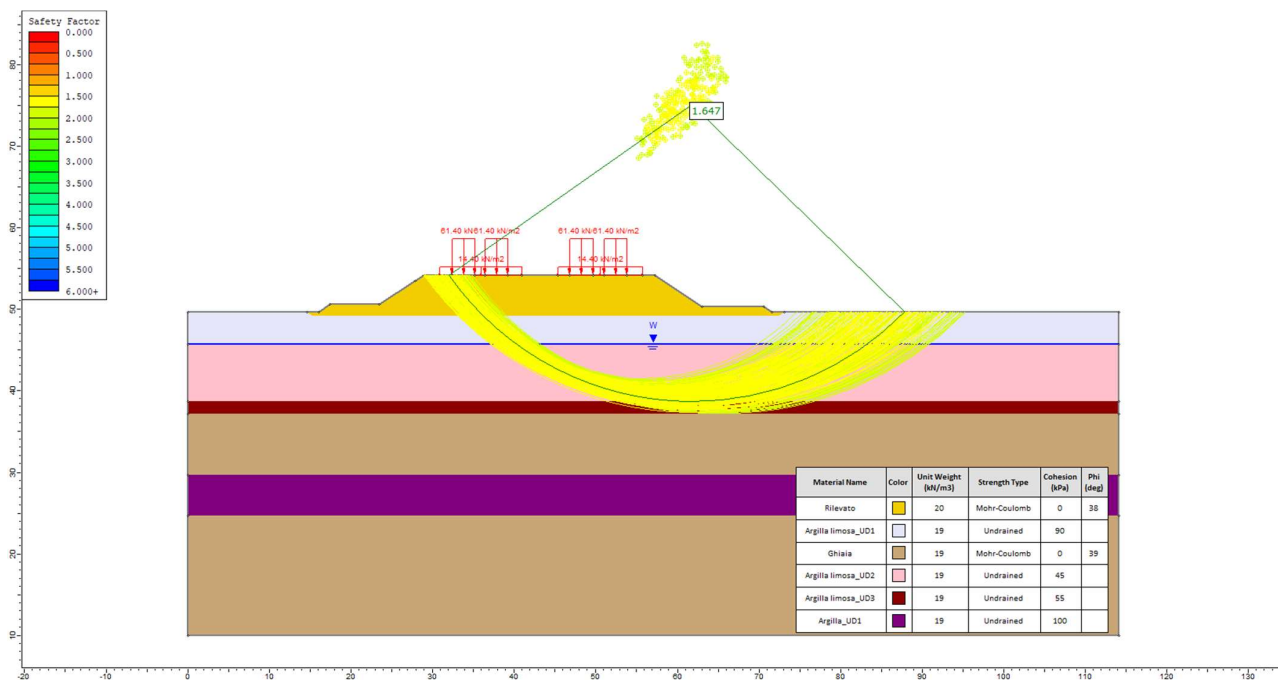 Safety Factor
0.000
0.500
1.000
1.500
2.000
2.500
3.000
3.500
4.000
4.500
5.000
5.500
6.000+
1.647
61.40 kN/61.40 kN/m2 61.40 kN/61.40 kN/m2
14.40 kN/m2 14.40 kN/m2
W
Material Name Color Unit Weight (kN/m3) Strength Type Cohesion (kPa) Phi (deg)
Rilevato 20 Mohr-Coulomb 0 38
Argilla limosa_UD1 19 Undrained 90
Ghiaia 19 Mohr-Coulomb 0 39
Argilla limosa_UD2 19 Undrained 45
Argilla limosa_UD3 19 Undrained 55
Argilla_UD1 19 Undrained 100
80
70
60
50
40
30
20
10
-20 -10 0 10 20 30 40 50 60 70 80 90 100 110 120 130